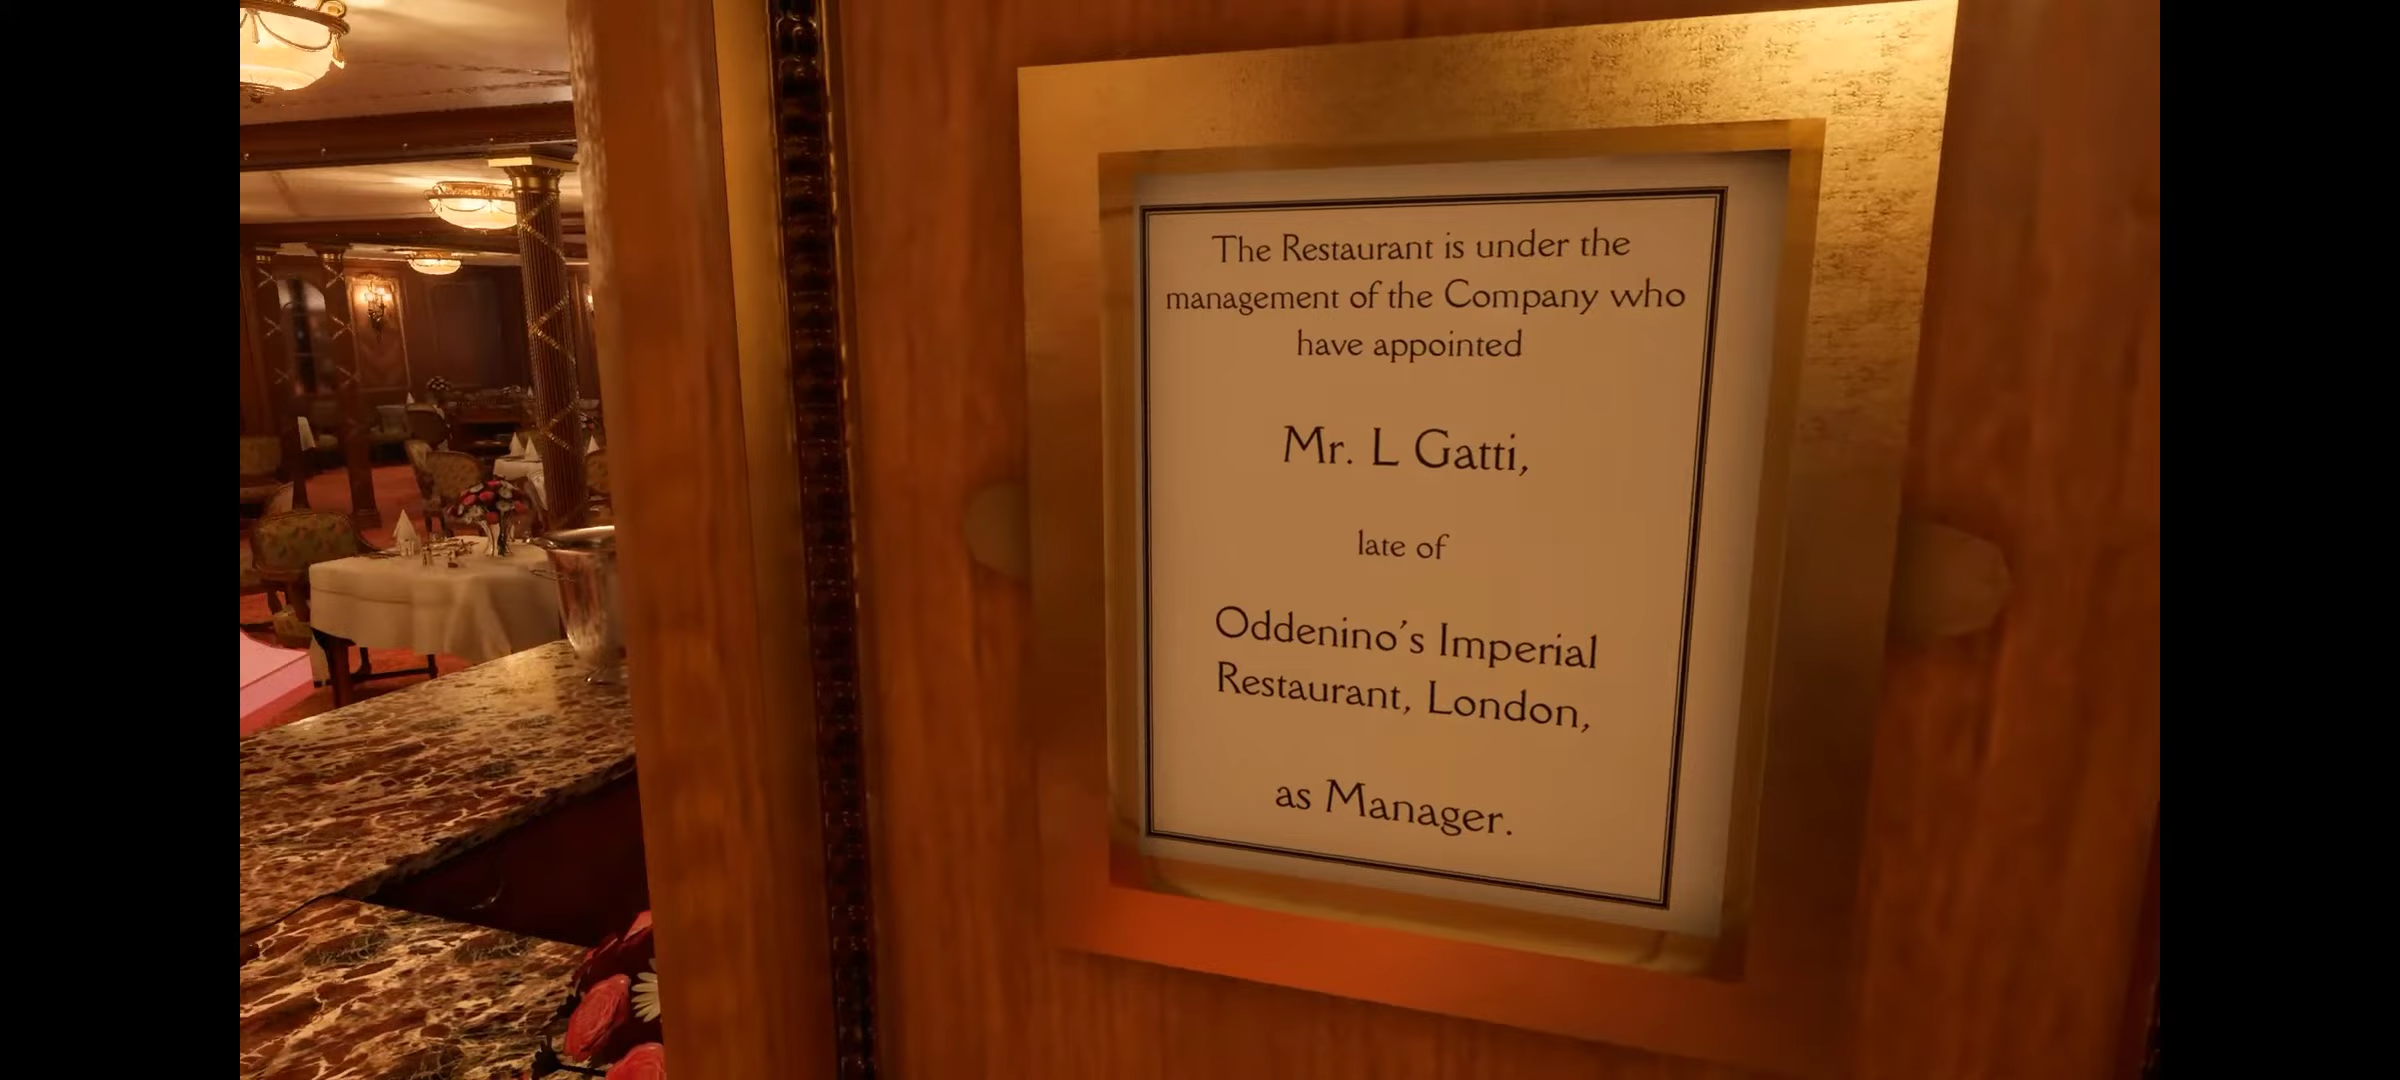 The Restaurant is under the
management of the Company who
have appointed
Mr. L Gatti,
late of
Oddenino's Imperial
Restaurant, London,
as Manager.